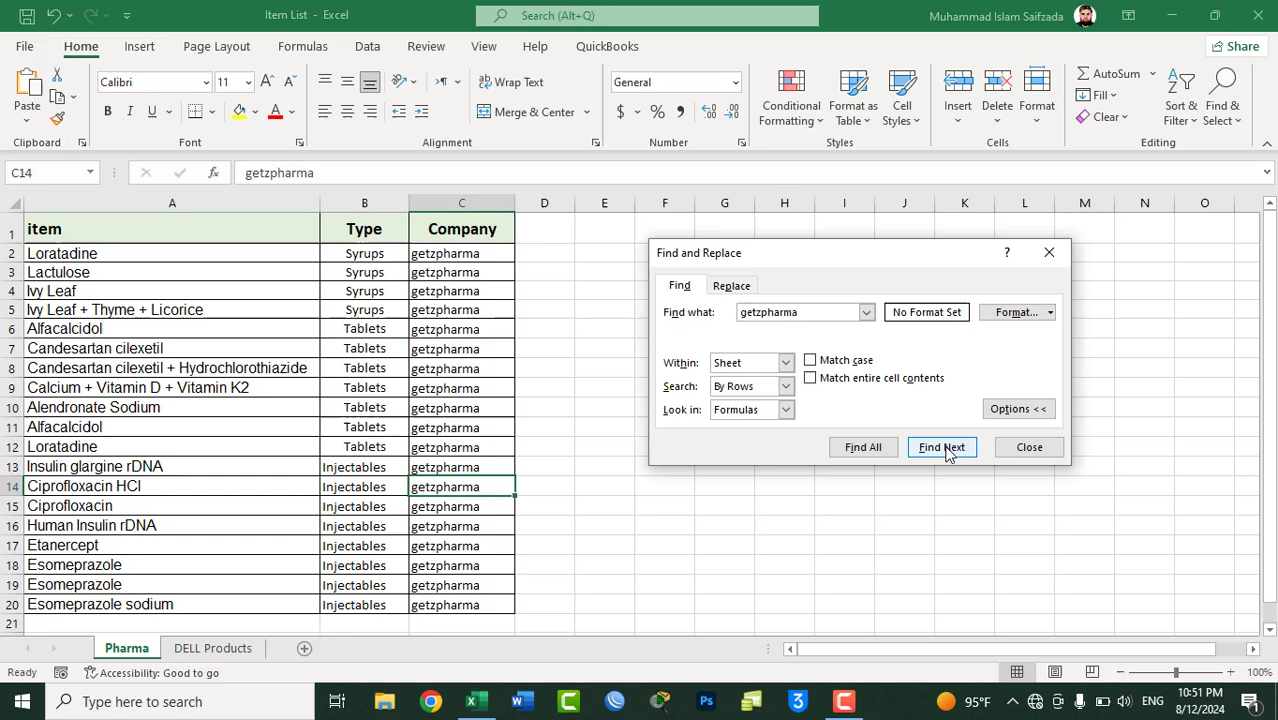 Item List - Excel
Search (Alt+Q)
Muhammad Islam Saifzada
File Home Insert Page Layout Formulas Data Review View Help QuickBooks
Share
Paste
Calibri 11
B I U
Wrap Text
Merge & Center
General
$ % ,
Conditional Formatting
Format as Table
Cell Styles
Insert
Delete
Format
AutoSum
Fill
Clear
Sort & Filter
Find & Select
Clipboard Font Alignment Number Styles Cells Editing
C14 fx getzpharma
A B C D E F G H I J K L M N O
1 item Type Company
2 Loratadine Syrups getzpharma
3 Lactulose Syrups getzpharma
4 Ivy Leaf Syrups getzpharma
5 Ivy Leaf + Thyme + Licorice Syrups getzpharma
6 Alfacalcidol Tablets getzpharma
7 Candesartan cilexetil Tablets getzpharma
8 Candesartan cilexetil + Hydrochlorothiazide Tablets getzpharma
9 Calcium + Vitamin D + Vitamin K2 Tablets getzpharma
10 Alendronate Sodium Tablets getzpharma
11 Alfacalcidol Tablets getzpharma
12 Loratadine Tablets getzpharma
13 Insulin glargine rDNA Injectables getzpharma
14 Ciprofloxacin HCl Injectables getzpharma
15 Ciprofloxacin Injectables getzpharma
16 Human Insulin rDNA Injectables getzpharma
17 Etanercept Injectables getzpharma
18 Esomeprazole Injectables getzpharma
19 Esomeprazole Injectables getzpharma
20 Esomeprazole sodium Injectables getzpharma
21
Find and Replace ?
Find Replace
Find what: getzpharma No Format Set Format...
Within: Sheet Match case
Search: By Rows Match entire cell contents
Look in: Formulas
Options <<
Find All Find Next Close
Pharma DELL Products
Ready Accessibility: Good to go 100%
Type here to search
95°F ENG
10:51 PM
8/12/2024